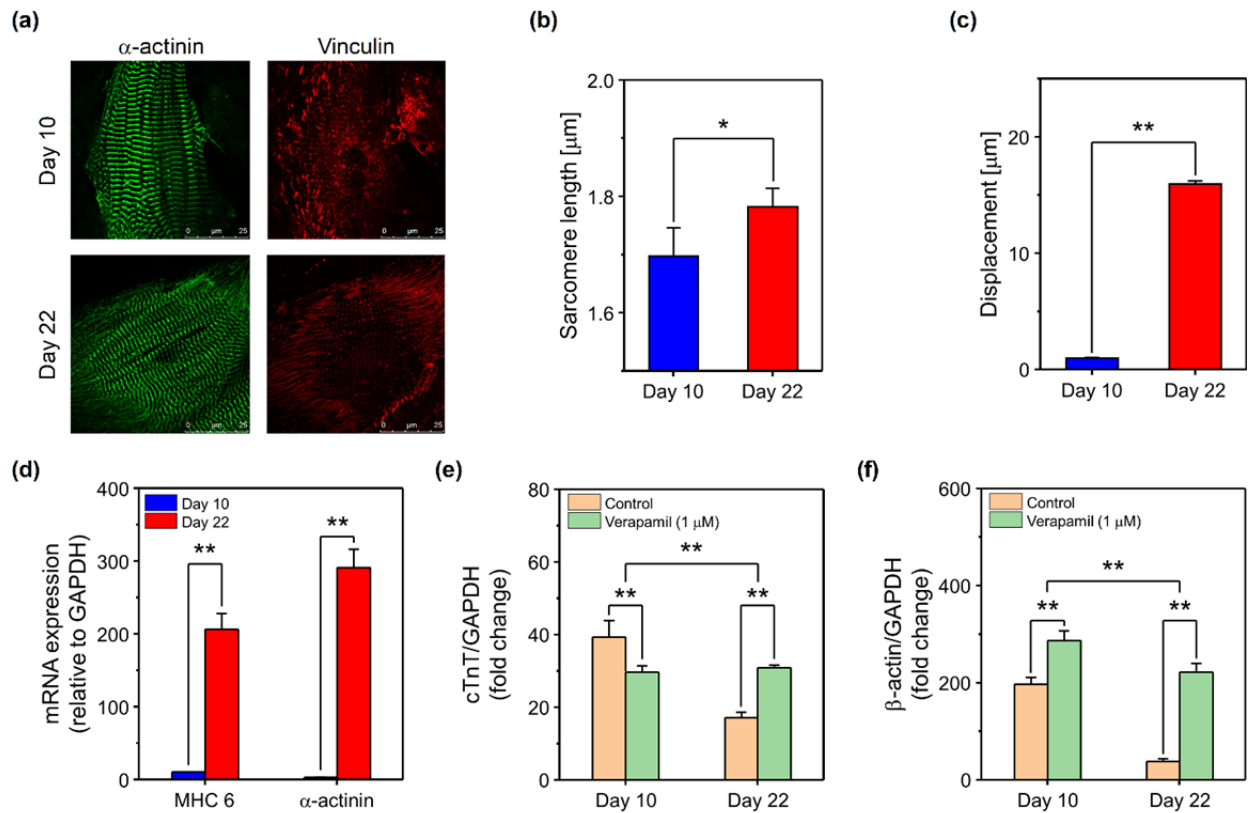 (a)
α-actinin Vinculin
Day 10
0 µm 25
0 µm 25
Day 22
0 µm 25
0 µm 25
(b)
Sarcomere length [µm]
2.0
1.8
1.6
*
Day 10 Day 22
(c)
Displacement [µm]
20
10
0
**
Day 10 Day 22
(d)
mRNA expression
(relative to GAPDH)
400
300
200
100
0
Day 10
Day 22
**
**
MHC 6 α-actinin
(e)
cTnT/GAPDH
(fold change)
80
60
40
20
0
Control
Verapamil (1 µM)
**
**
**
Day 10 Day 22
(f)
β-actin/GAPDH
(fold change)
600
400
200
0
Control
Verapamil (1 µM)
**
**
**
Day 10 Day 22